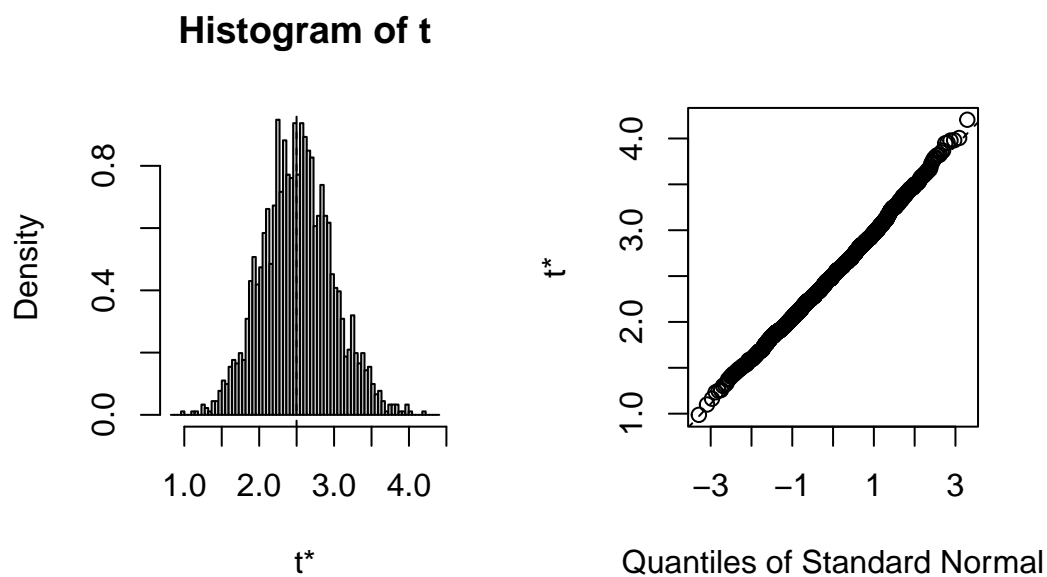 Histogram of t
Density
0.0 0.4 0.8
1.0 2.0 3.0 4.0
t*
t*
1.0 2.0 3.0 4.0
−3 −1 1 3
Quantiles of Standard Normal